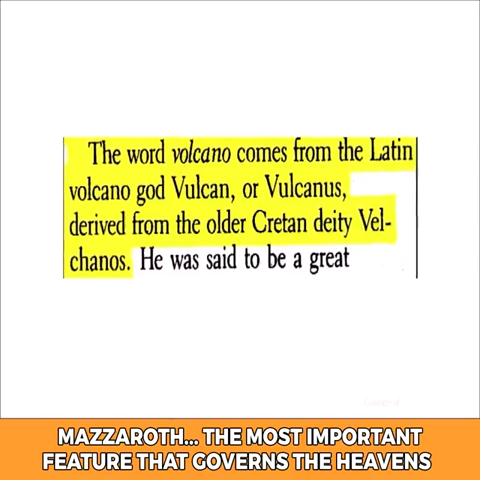 The word volcano comes from the Latin
volcano god Vulcan, or Vulcanus,
derived from the older Cretan deity Vel-
chanos. He was said to be a great
MAZZAROTH... THE MOST IMPORTANT
FEATURE THAT GOVERNS THE HEAVENS